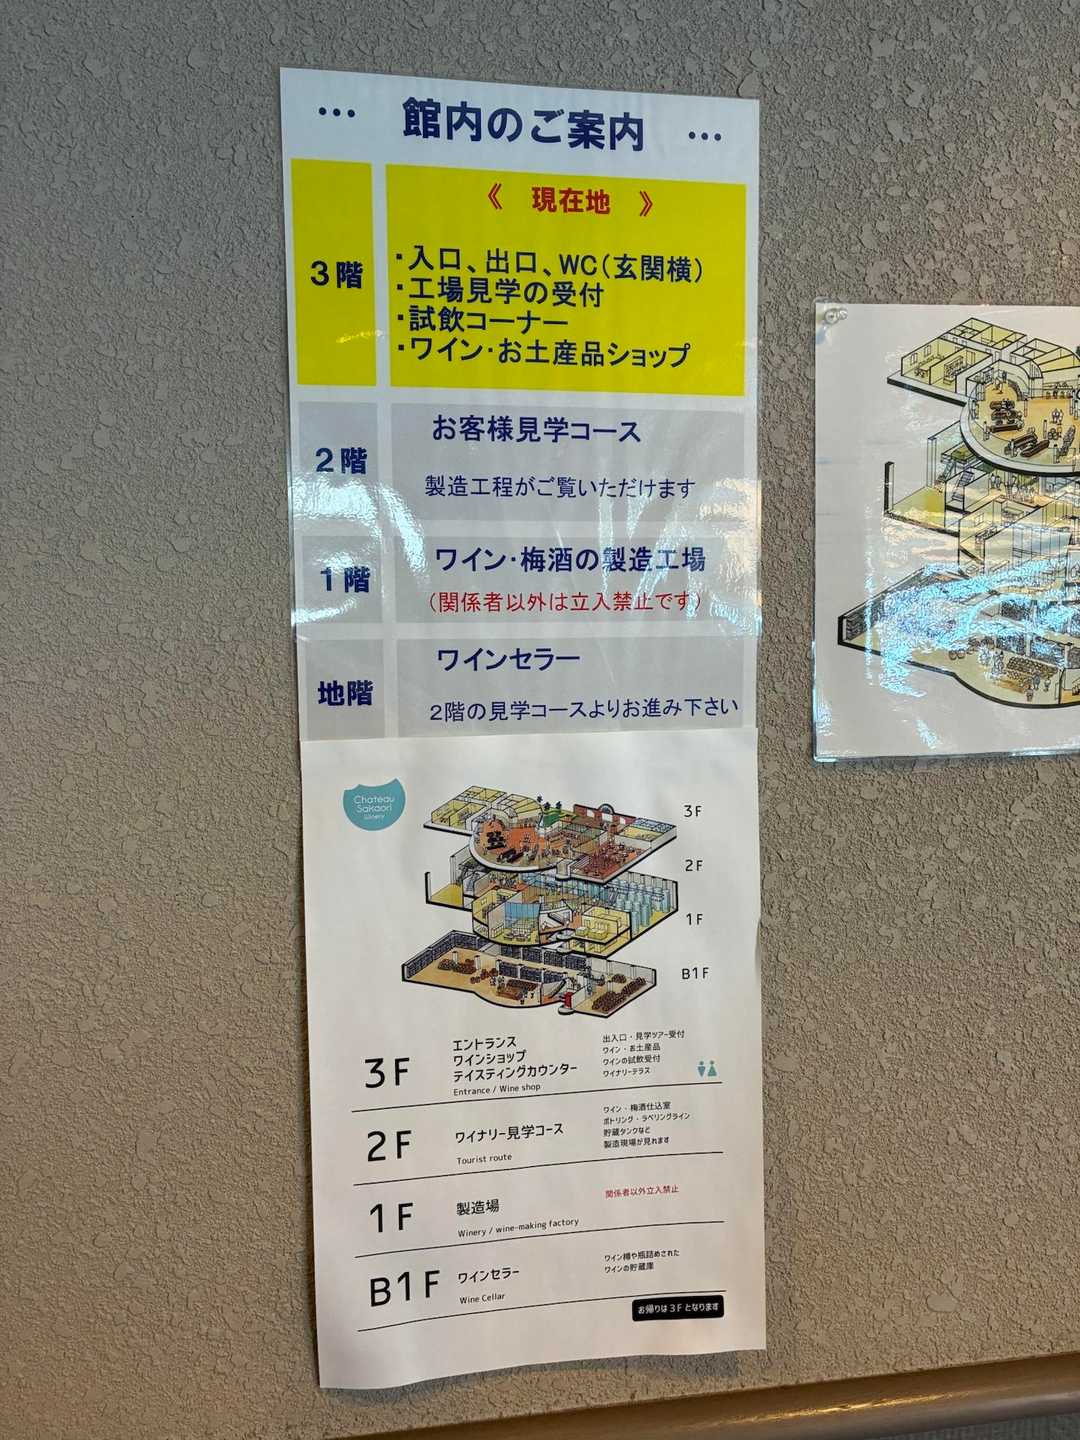 … 館内のご案内 …
《 現在地 》
3階
・入口、出口、WC(玄関横)
・工場見学の受付
・試飲コーナー
・ワイン・お土産品ショップ
2階
お客様見学コース
製造工程がご覧いただけます
1階
ワイン・梅酒の製造工場
(関係者以外は立入禁止です)
地階
ワインセラー
2階の見学コースよりお進み下さい
Chateau
Sakaori
Winery
3F
2F
1F
B1F
3F
エントランス
ワインショップ
テイスティングカウンター
Entrance / Wine shop
出入口・見学ツアー受付
ワイン・お土産品
ワインの試飲受付
ワイナリーテラス
2F
ワイナリー見学コース
Tourist route
ワイン・梅酒仕込室
ボトリング・ラベリングライン
貯蔵タンクなど
製造現場が見れます
1F
製造場
Winery / wine-making factory
関係者以外立入禁止
B1F
ワインセラー
Wine Cellar
ワイン樽や瓶詰めされた
ワインの貯蔵庫
お帰りは3Fとなります